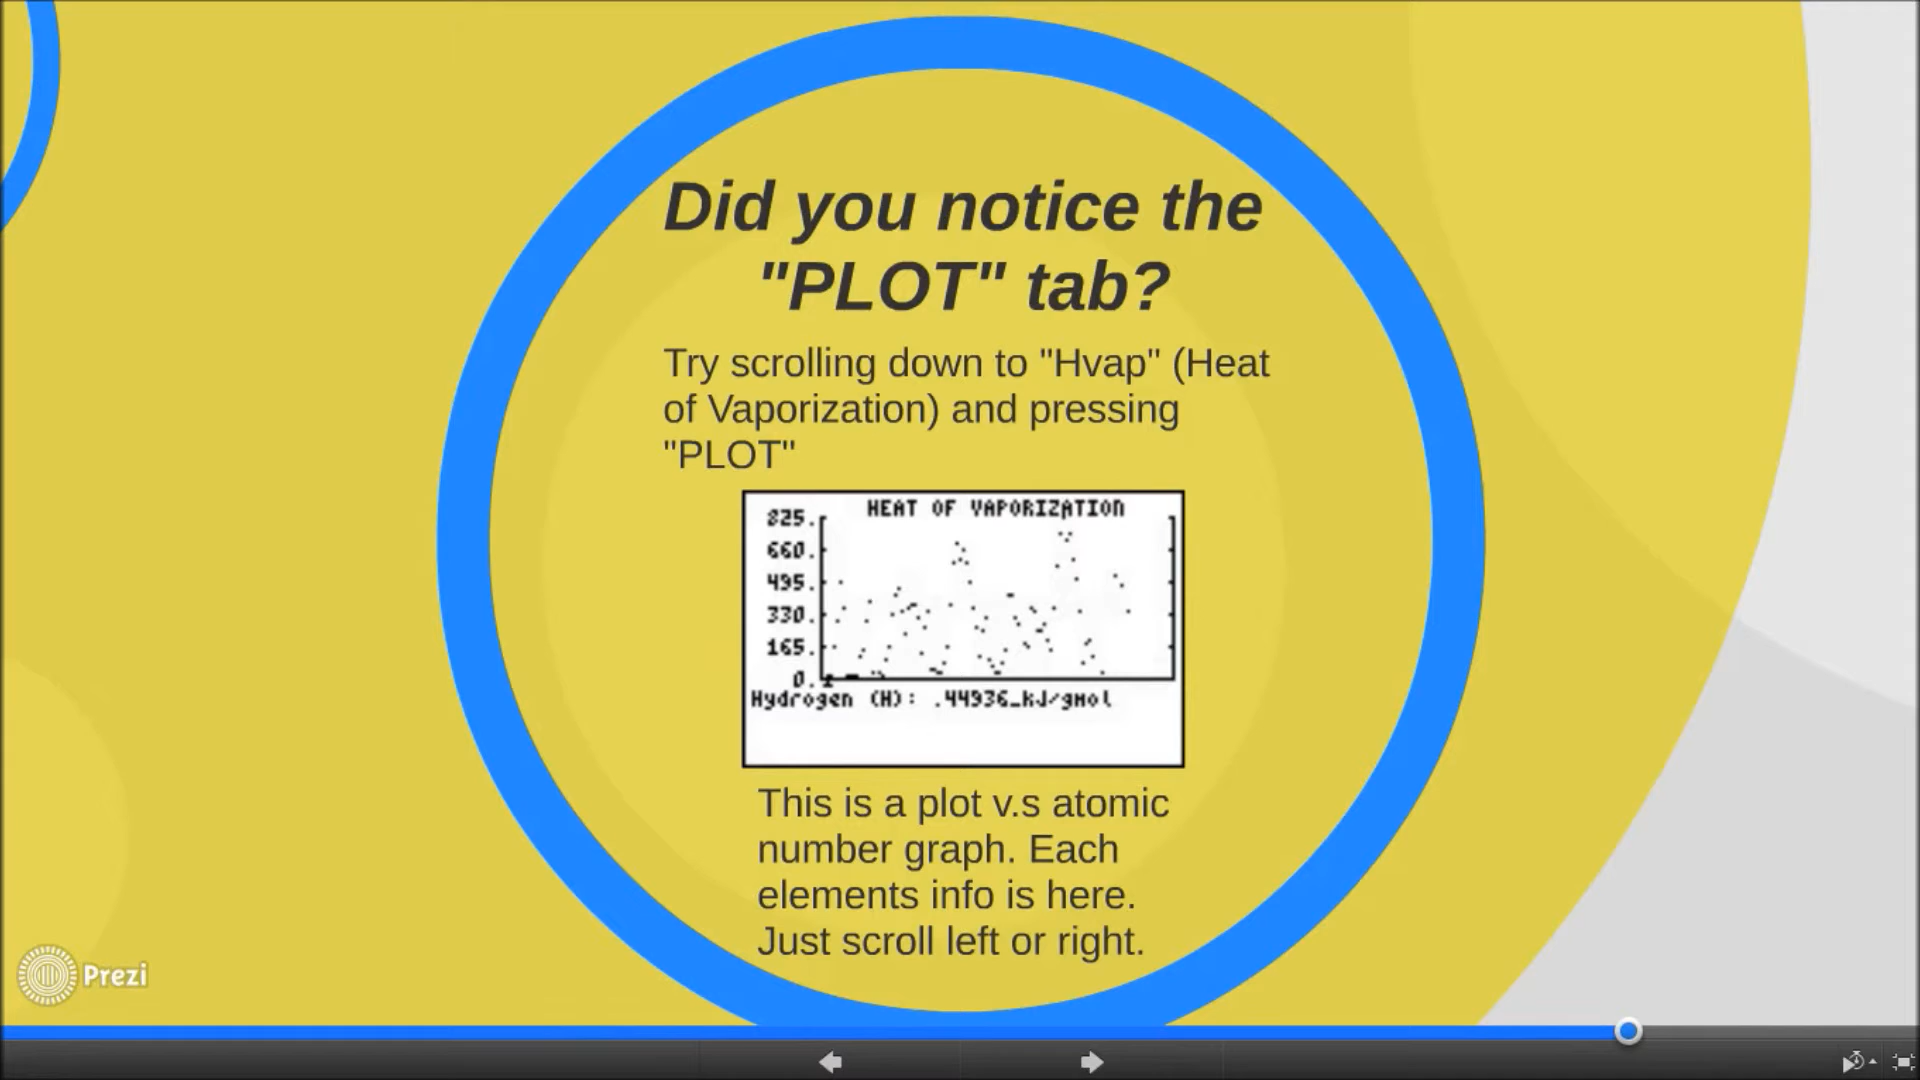 Did you notice the
"PLOT" tab?
Try scrolling down to "Hvap" (Heat
of Vaporization) and pressing
"PLOT"
HEAT OF VAPORIZATION
825.
660.
495.
330.
165.
0.
Hydrogen (H): .44936_kJ/gmol
This is a plot v.s atomic
number graph. Each
elements info is here.
Just scroll left or right.
Prezi